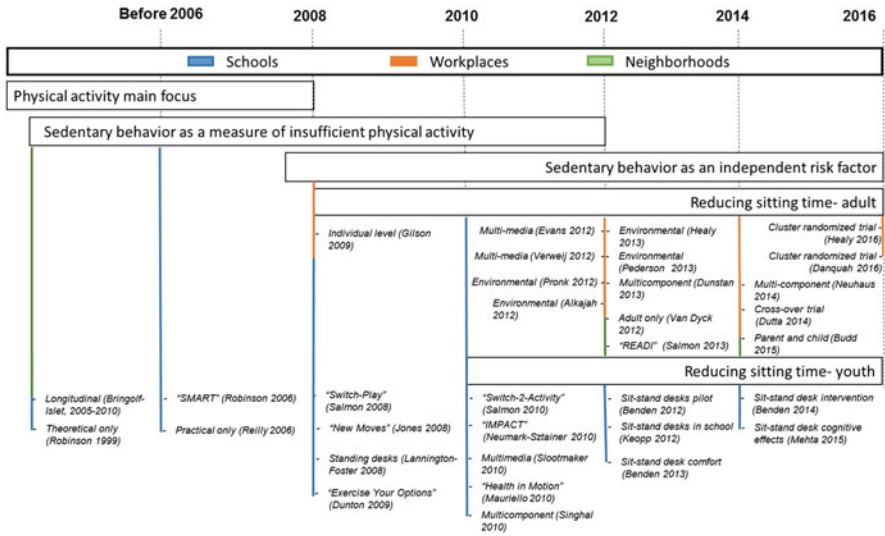 Before 2006
2008
2010
2012
2014
2016
Schools
Workplaces
Neighborhoods
Physical activity main focus
Sedentary behavior as a measure of insufficient physical activity
Sedentary behavior as an independent risk factor
Reducing sitting time- adult
Individual level (Gilson
2009)
Multi-media (Evans 2012)
Multi-media (Verweij 2012)
Environmental (Pronk 2012)
Environmental (Alkajah
2012)
Environmental (Healy
2013)
Environmental
(Pederson 2013)
Multicomponent (Dunstan
2013)
Adult only (Van Dyck
2012)
"READI" (Salmon 2013)
Cluster randomized trial -
(Healy 2016)
Cluster randomized trial -
(Danquah 2016)
Multi-component (Neuhaus
2014)
Cross-over trial
(Dutta 2014)
Parent and child (Budd
2015)
Reducing sitting time- youth
Longitudinal (Bringolf-
Islet, 2005-2010)
Theoretical only
(Robinson 1999)
"SMART" (Robinson 2006)
Practical only (Reilly 2006)
"Switch-Play"
(Salmon 2008)
"New Moves" (Jones 2008)
Standing desks (Lannington-
Foster 2008)
"Exercise Your Options"
(Dunton 2009)
"Switch-2-Activity"
(Salmon 2010)
"IMPACT"
(Neumark-Sztainer 2010)
Multimedia (Slootmaker
2010)
"Health in Motion"
(Mauriello 2010)
Multicomponent (Singhal
2010)
Sit-stand desks pilot
(Benden 2012)
Sit-stand desks in school
(Keopp 2012)
Sit-stand desk comfort
(Benden 2013)
Sit-stand desk intervention
(Benden 2014)
Sit-stand desk cognitive
effects (Mehta 2015)